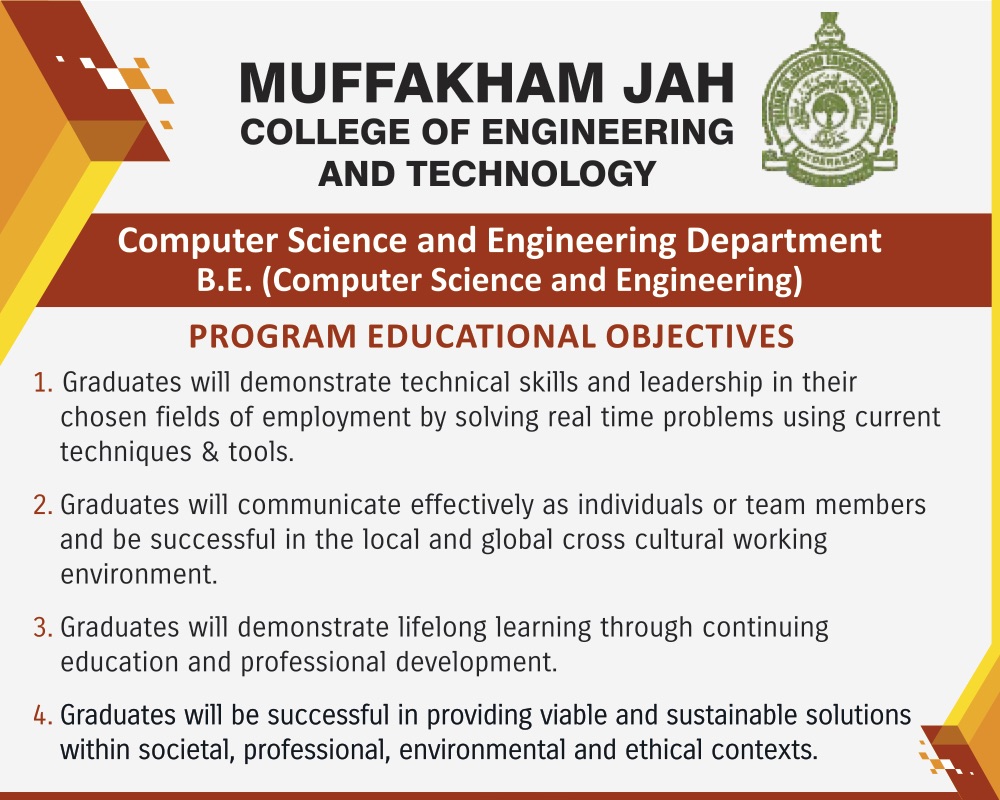 MUFFAKHAM JAH
COLLEGE OF ENGINEERING
AND TECHNOLOGY
HYDERABAD
Computer Science and Engineering Department
B.E. (Computer Science and Engineering)
PROGRAM EDUCATIONAL OBJECTIVES
1. Graduates will demonstrate technical skills and leadership in their
chosen fields of employment by solving real time problems using current
techniques & tools.
2. Graduates will communicate effectively as individuals or team members
and be successful in the local and global cross cultural working
environment.
3. Graduates will demonstrate lifelong learning through continuing
education and professional development.
4. Graduates will be successful in providing viable and sustainable solutions
within societal, professional, environmental and ethical contexts.